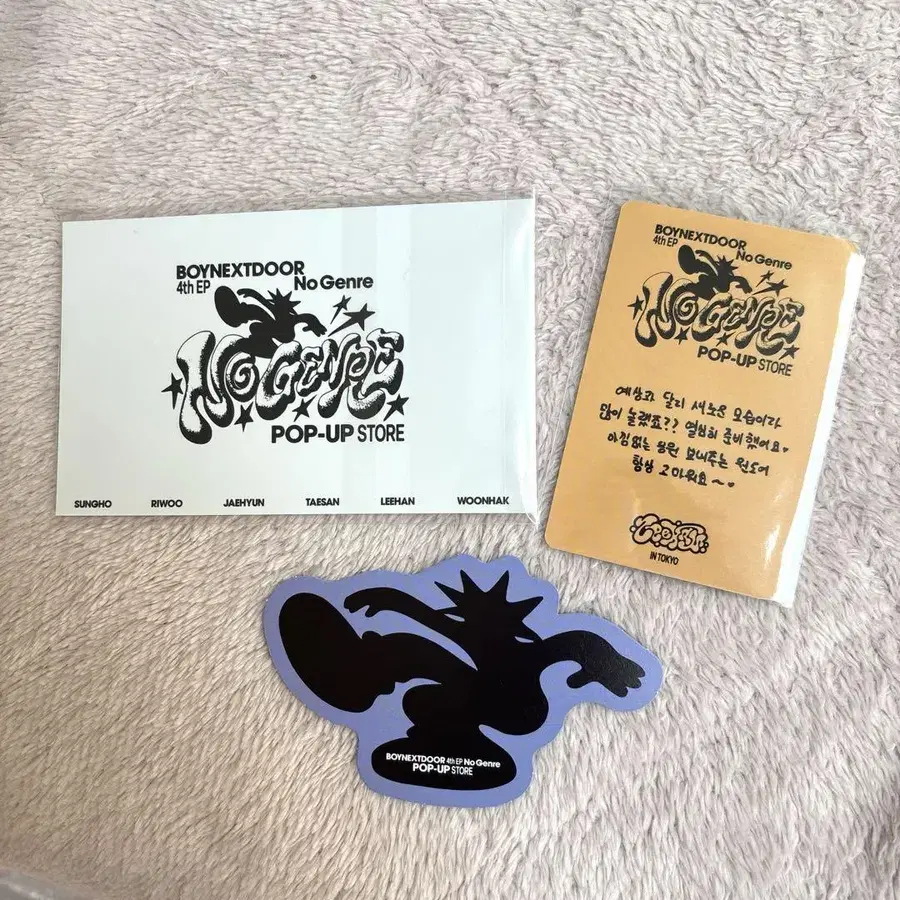 BOYNEXTDOOR
4th EP No Genre
NO GENRE
POP-UP STORE
SUNGHO RIWOO JAEHYUN TAESAN LEEHAN WOONHAK
BOYNEXTDOOR
4th EP No Genre
NO GENRE
POP-UP STORE
예상과 달리 새로운 모습이라
많이 놀랬죠?? 열심히 준비했어요.
아낌없는 응원 보내주는 원도어
항상 고마워요~
IN TOKYO
BOYNEXTDOOR 4th EP No Genre
POP-UP STORE